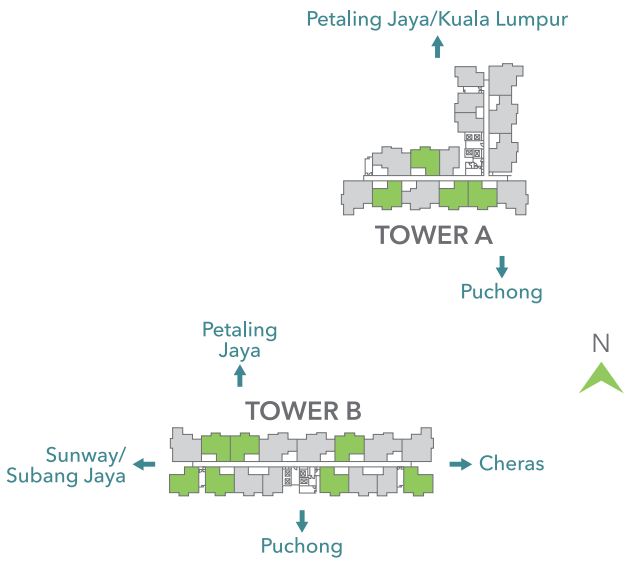 Petaling Jaya/Kuala Lumpur
TOWER A
Puchong
Petaling
Jaya
N
TOWER B
Sunway/
Subang Jaya
Cheras
Puchong